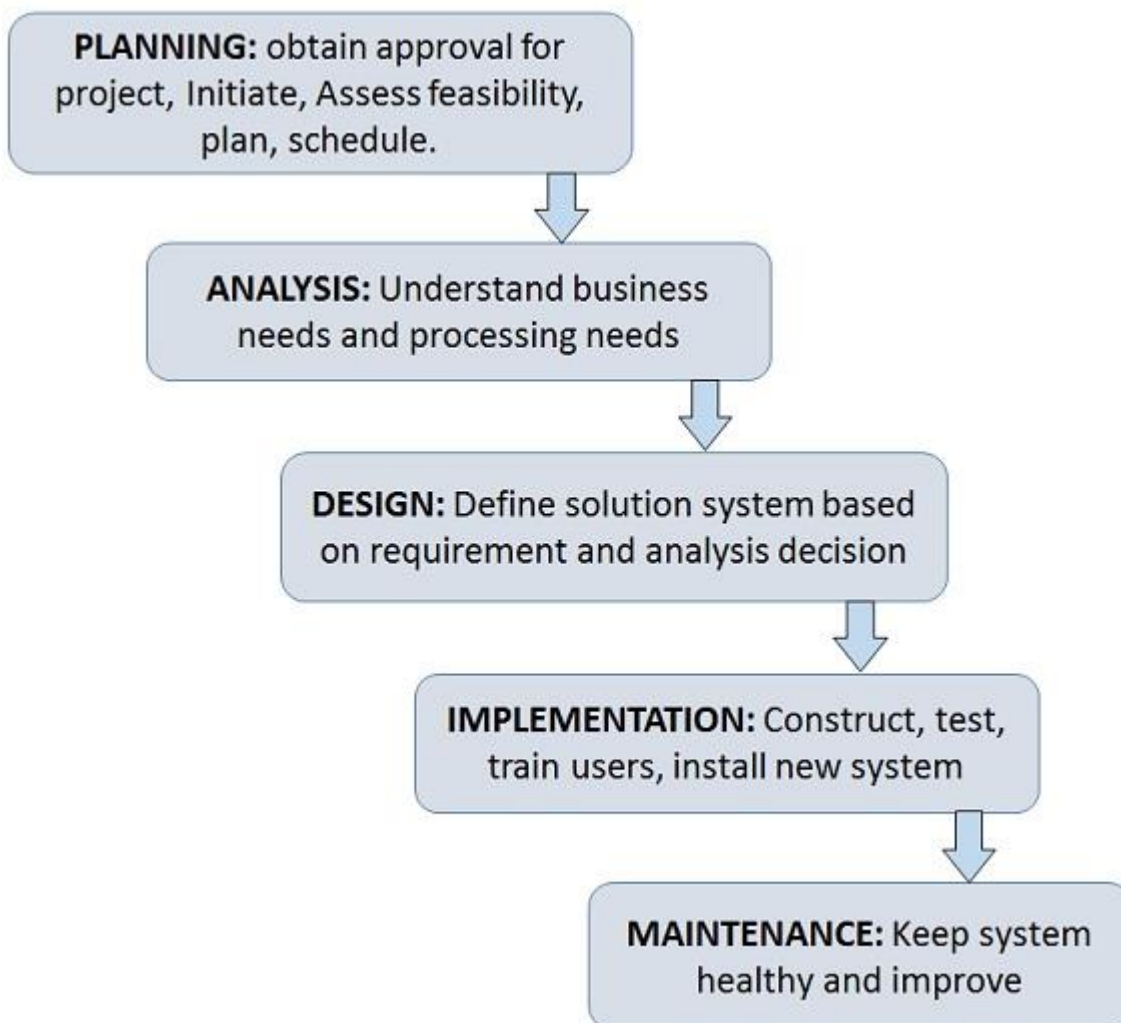 PLANNING: obtain approval for
project, Initiate, Assess feasibility,
plan, schedule.
ANALYSIS: Understand business
needs and processing needs
DESIGN: Define solution system based
on requirement and analysis decision
IMPLEMENTATION: Construct, test,
train users, install new system
MAINTENANCE: Keep system
healthy and improve